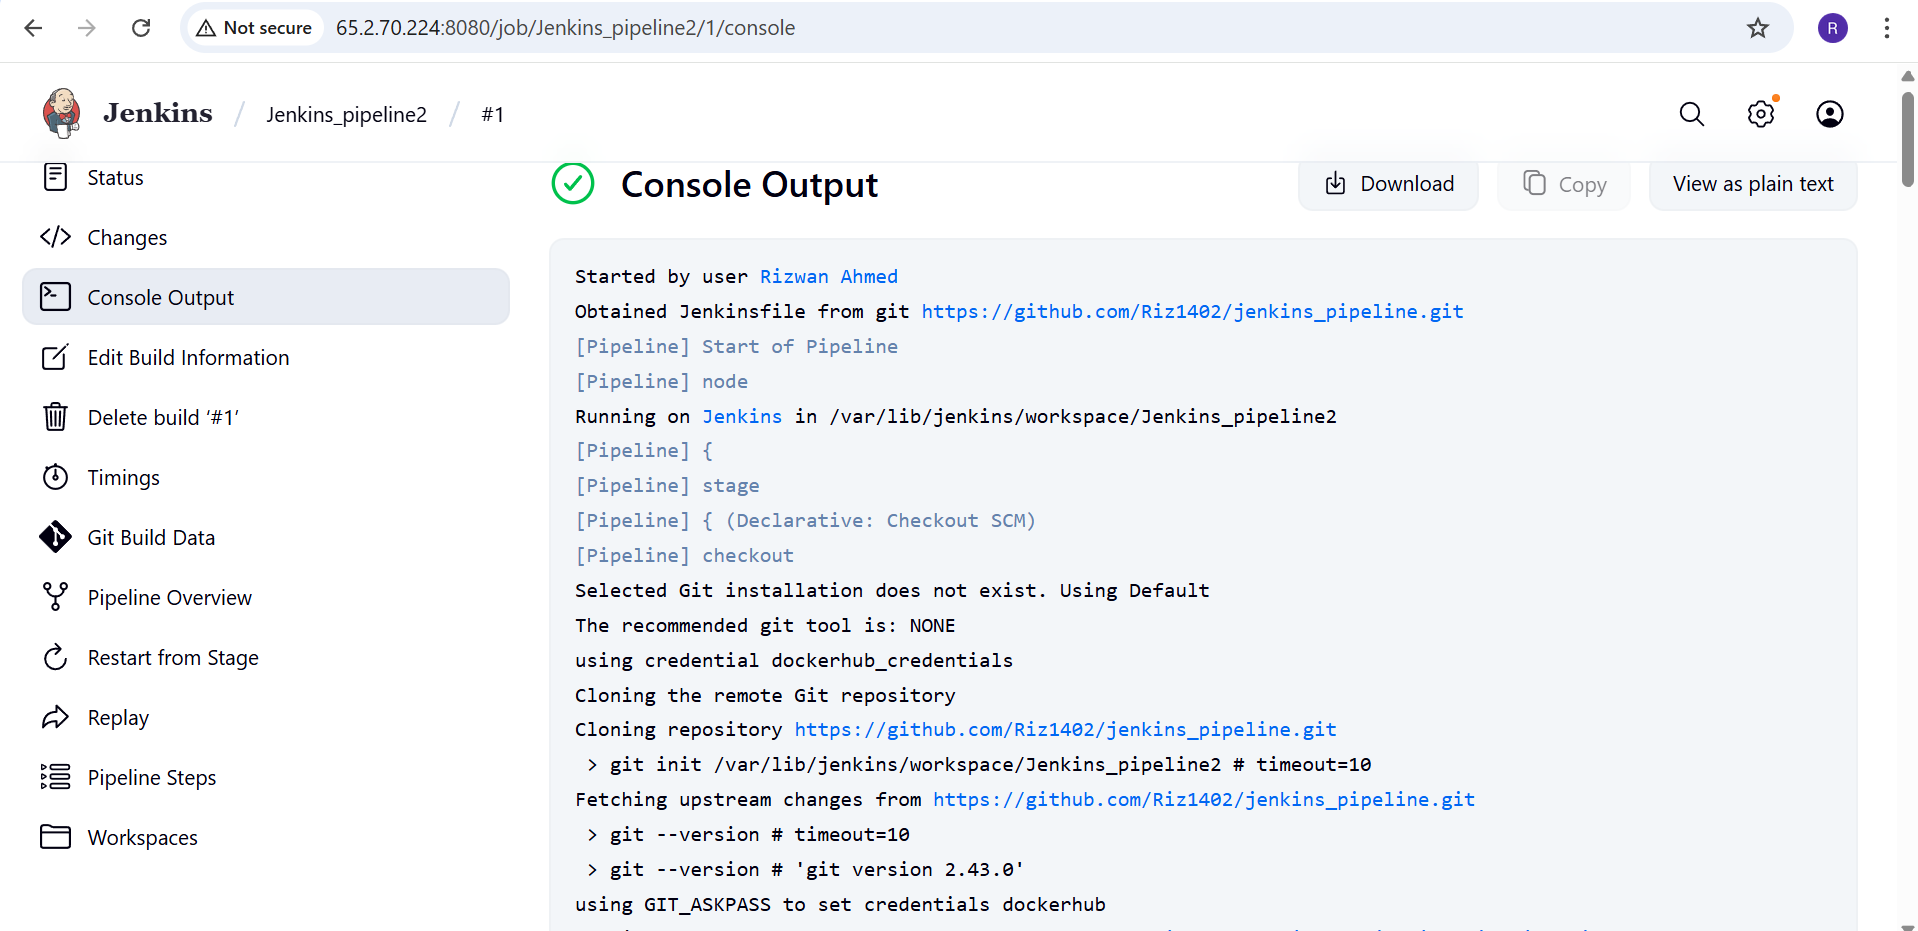 Not secure 65.2.70.224:8080/job/Jenkins_pipeline2/1/console
R
Jenkins / Jenkins_pipeline2 / #1
Status
Changes
Console Output
Edit Build Information
Delete build ‘#1’
Timings
Git Build Data
Pipeline Overview
Restart from Stage
Replay
Pipeline Steps
Workspaces
Console Output
Download
Copy
View as plain text
Started by user Rizwan Ahmed
Obtained Jenkinsfile from git https://github.com/Riz1402/jenkins_pipeline.git
[Pipeline] Start of Pipeline
[Pipeline] node
Running on Jenkins in /var/lib/jenkins/workspace/Jenkins_pipeline2
[Pipeline] {
[Pipeline] stage
[Pipeline] { (Declarative: Checkout SCM)
[Pipeline] checkout
Selected Git installation does not exist. Using Default
The recommended git tool is: NONE
using credential dockerhub_credentials
Cloning the remote Git repository
Cloning repository https://github.com/Riz1402/jenkins_pipeline.git
> git init /var/lib/jenkins/workspace/Jenkins_pipeline2 # timeout=10
Fetching upstream changes from https://github.com/Riz1402/jenkins_pipeline.git
> git --version # timeout=10
> git --version # 'git version 2.43.0'
using GIT_ASKPASS to set credentials dockerhub